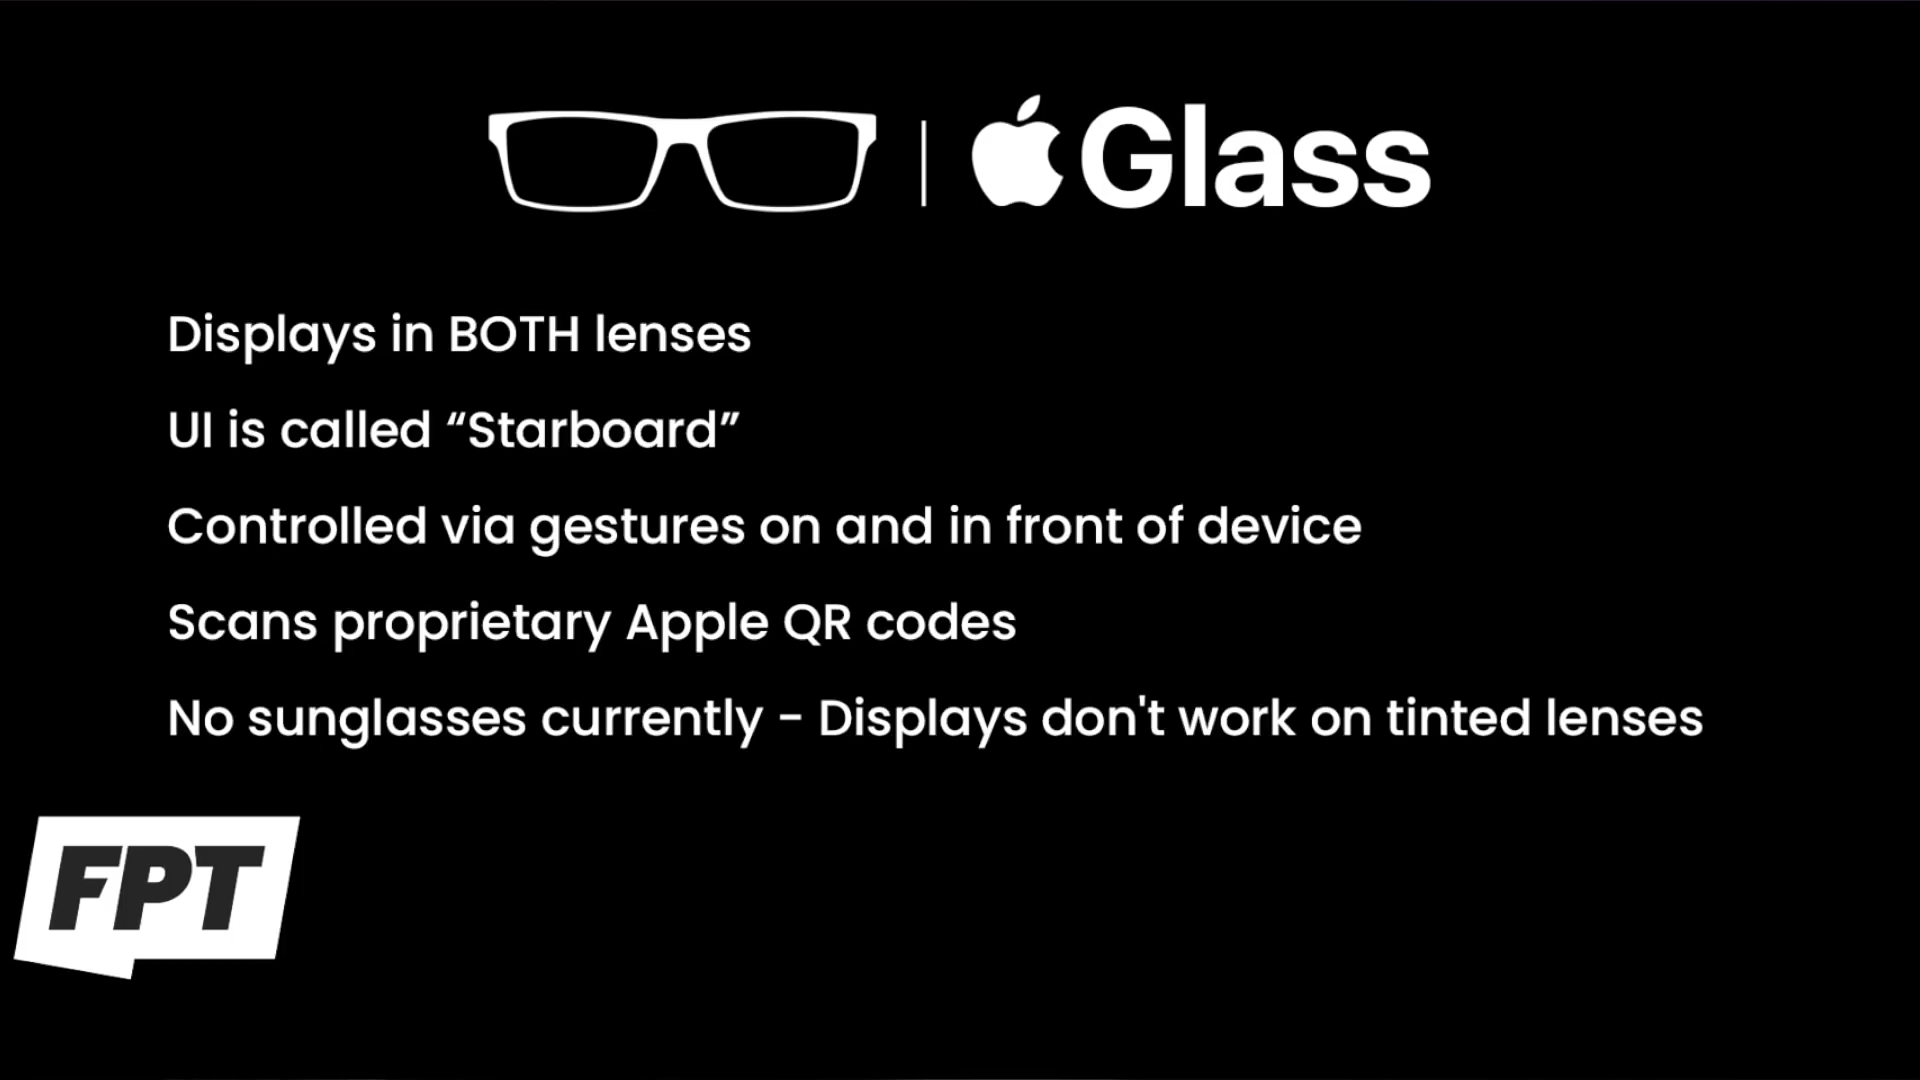 Glass
Displays in BOTH lenses
UI is called “Starboard”
Controlled via gestures on and in front of device
Scans proprietary Apple QR codes
No sunglasses currently - Displays don't work on tinted lenses
FPT